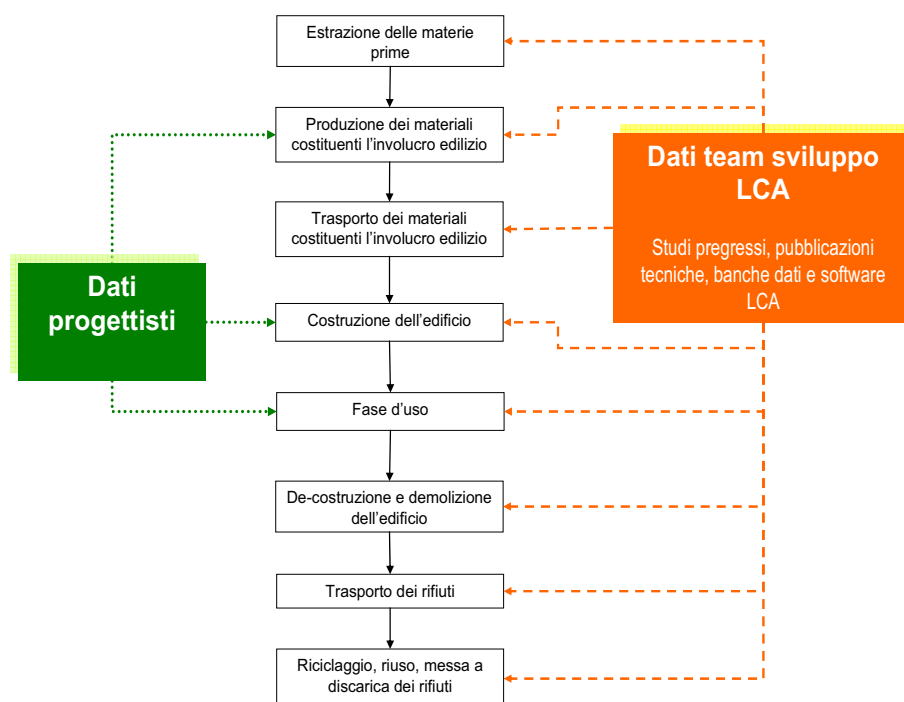 Estrazione delle materie
prime
Produzione dei materiali
costituenti l'involucro edilizio
Dati team sviluppo
LCA
Studi pregressi, pubblicazioni
tecniche, banche dati e software
LCA
Trasporto dei materiali
costituenti l'involucro edilizio
Dati
progettisti
Costruzione dell'edificio
Fase d'uso
De-costruzione e demolizione
dell'edificio
Trasporto dei rifiuti
Riciclaggio, riuso, messa a
discarica dei rifiuti